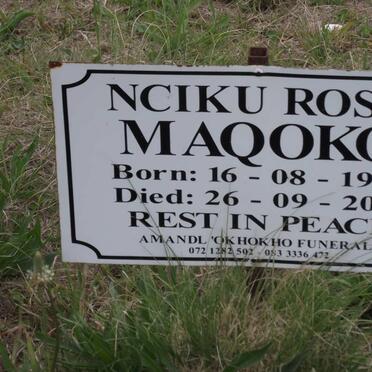 NCIKU ROS
MAQOKO
Born: 16 - 08 - 19
Died: 26 - 09 - 20
REST IN PEAC
AMANDL 'OKHOKHO FUNERAL
072 1282 502 - 083 3336 472